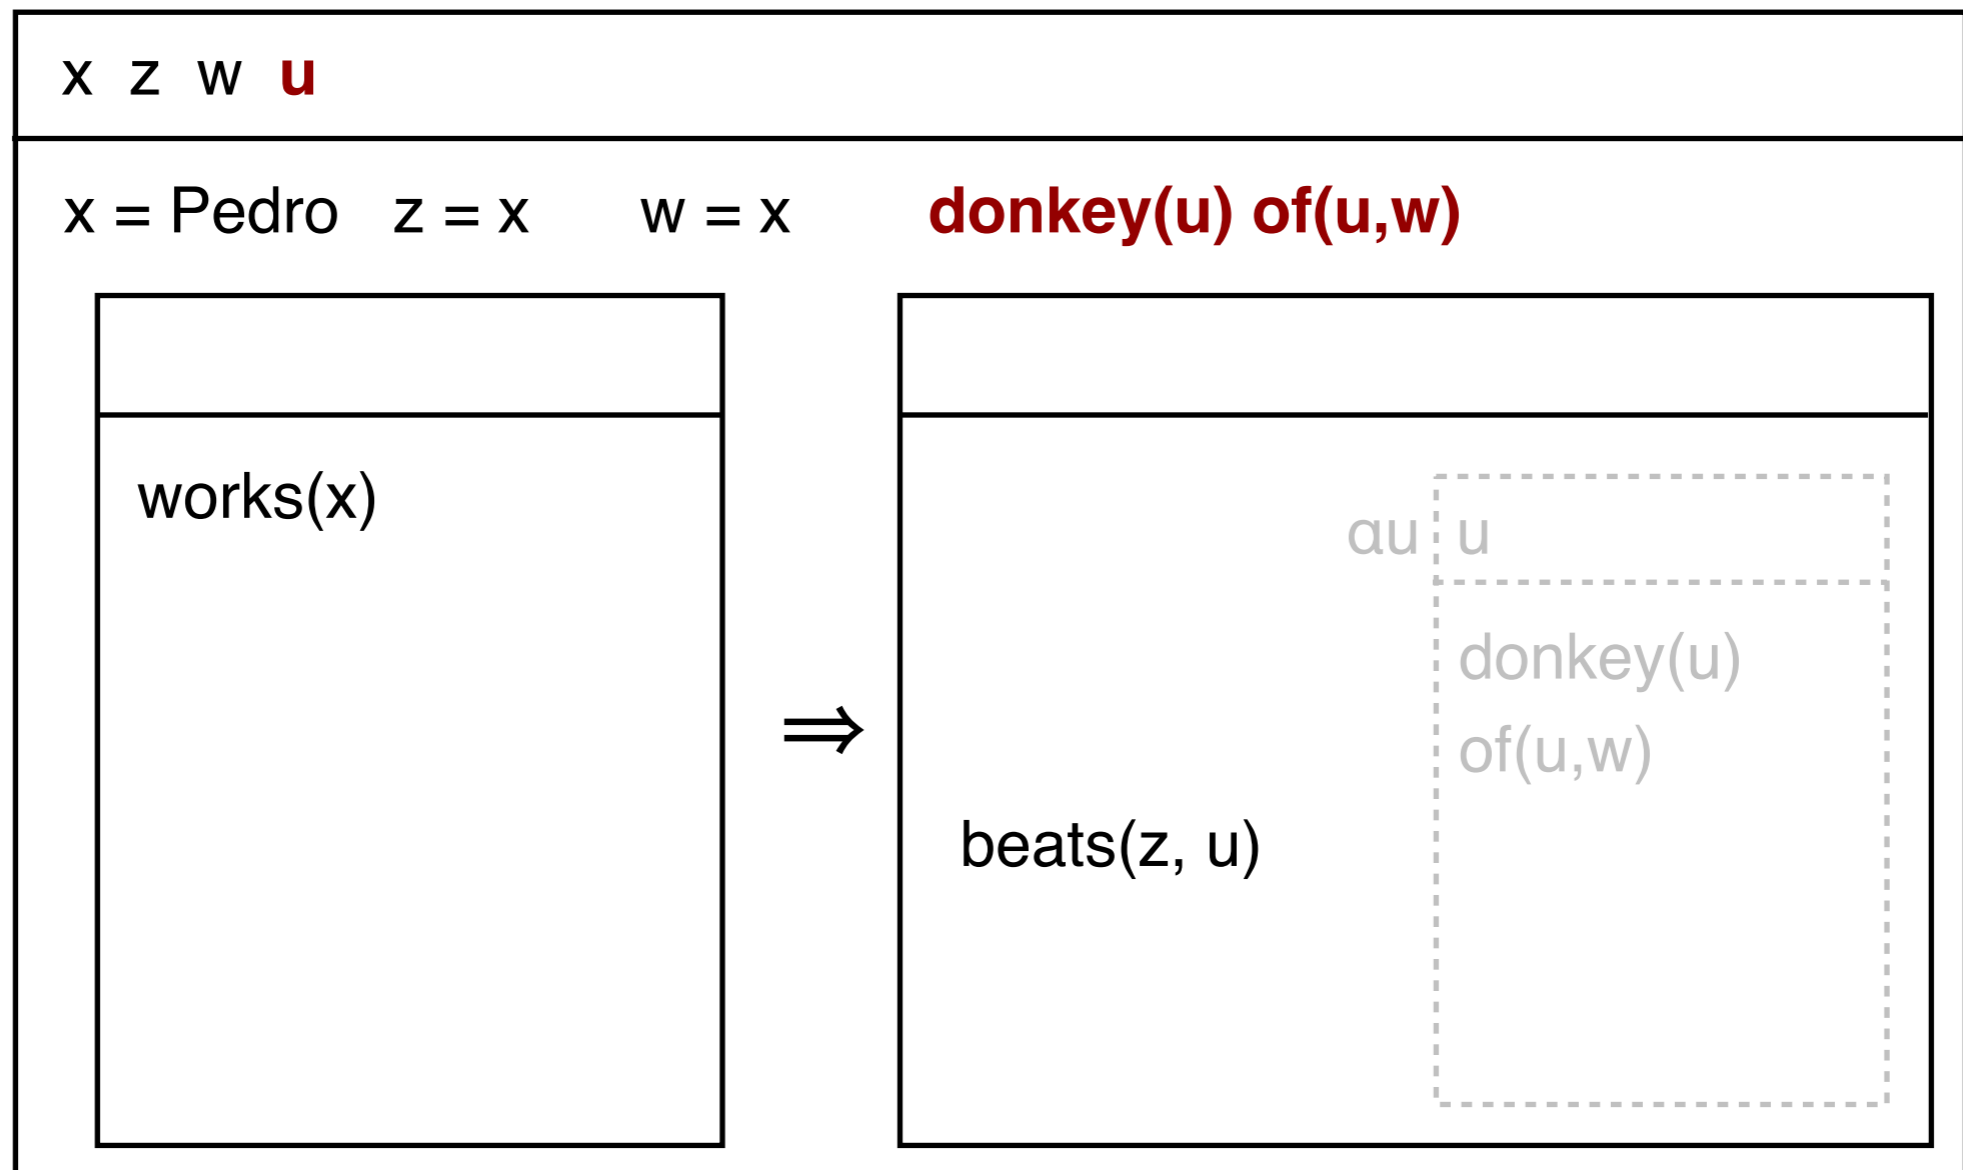 x z w u
x = Pedro z = x w = x donkey(u) of(u,w)
works(x)
⇒
αu u
donkey(u)
of(u,w)
beats(z, u)